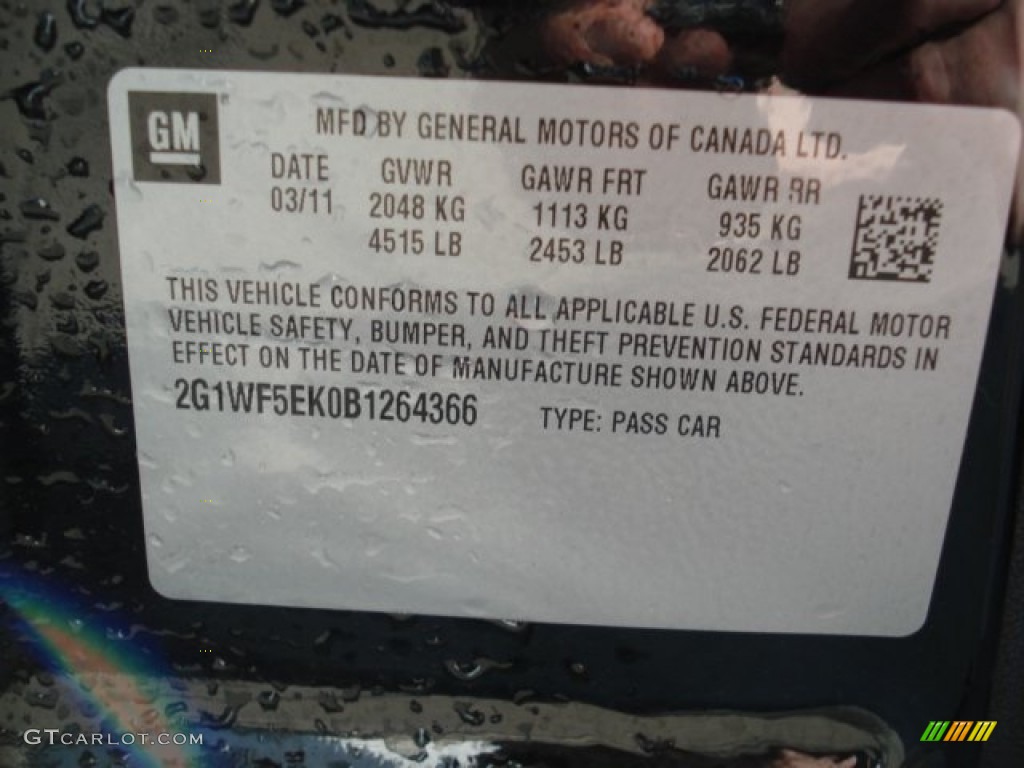 GM
MFD BY GENERAL MOTORS OF CANADA LTD.
DATE GVWR GAWR FRT GAWR RR
03/11 2048 KG 1113 KG 935 KG
4515 LB 2453 LB 2062 LB
THIS VEHICLE CONFORMS TO ALL APPLICABLE U.S. FEDERAL MOTOR
VEHICLE SAFETY, BUMPER, AND THEFT PREVENTION STANDARDS IN
EFFECT ON THE DATE OF MANUFACTURE SHOWN ABOVE.
2G1WF5EK0B1264366 TYPE: PASS CAR
GTCARLOT.COM